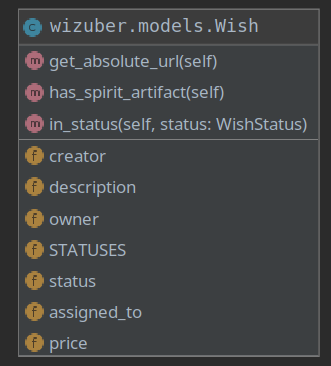 c wizuber.models.Wish
m get_absolute_url(self)
m has_spirit_artifact(self)
m in_status(self, status: WishStatus)
f creator
f description
f owner
f STATUSES
f status
f assigned_to
f price